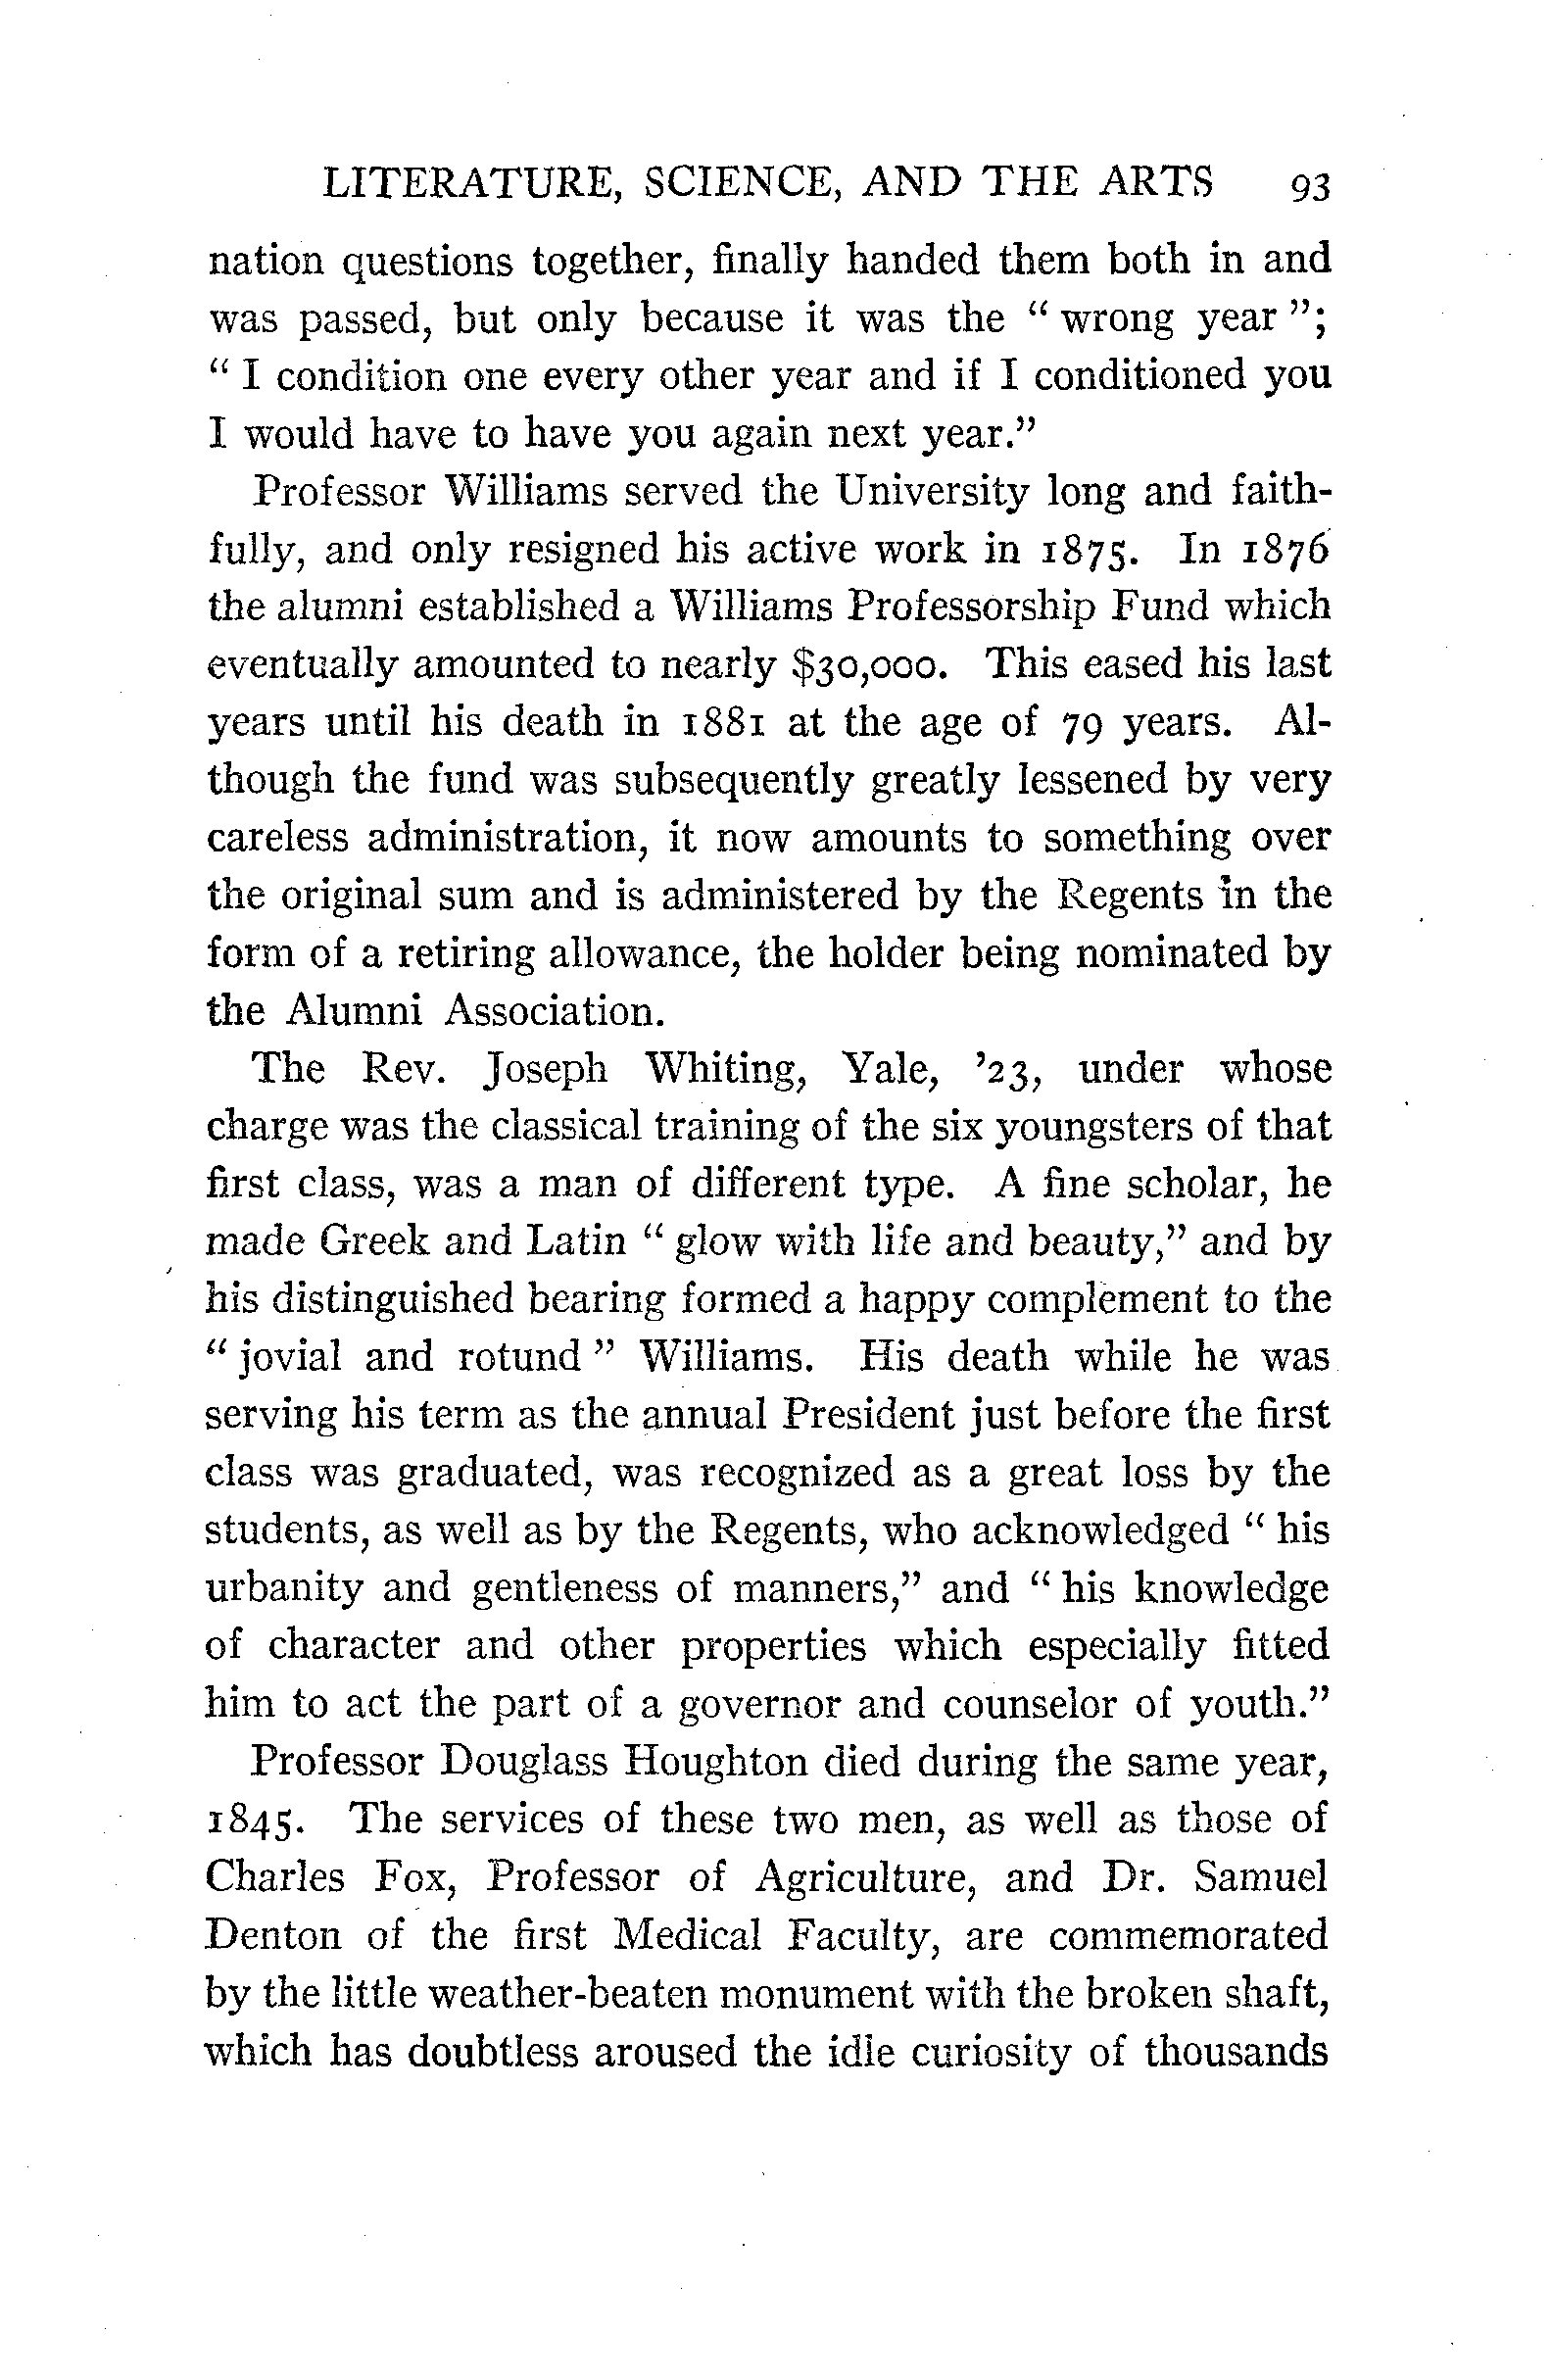 LITERATURE, SCIENCE, AND THE ARTS 93
nation questions together, finally handed them both in and
was passed, but only because it was the " wrong year ";
" I condition one every other year and if I conditioned you
I would have to have you again next year."
Professor Williams served the University long and faith-
fully, and only resigned his active work in 1875. In 1876
the alumni established a Williams Professorship Fund which
eventually amounted to nearly $30,000. This eased his last
years until his death in 1881 at the age of 79 years. Al-
though the fund was subsequently greatly lessened by very
careless administration, it now amounts to something over
the original sum and is administered by the Regents in the
form of a retiring allowance, the holder being nominated by
the Alumni Association.
The Rev. Joseph Whiting, Yale, '23, under whose
charge was the classical training of the six youngsters of that
first class, was a man of different type. A fine scholar, he
made Greek and Latin " glow with life and beauty," and by
his distinguished bearing formed a happy complement to the
" jovial and rotund " Williams. His death while he was
serving his term as the annual President just before the first
class was graduated, was recognized as a great loss by the
students, as well as by the Regents, who acknowledged " his
urbanity and gentleness of manners," and " his knowledge
of character and other properties which especially fitted
him to act the part of a governor and counselor of youth."
Professor Douglass Houghton died during the same year,
1845. The services of these two men, as well as those of
Charles Fox, Professor of Agriculture, and Dr. Samuel
Denton of the first Medical Faculty, are commemorated
by the little weather-beaten monument with the broken shaft,
which has doubtless aroused the idle curiosity of thousands